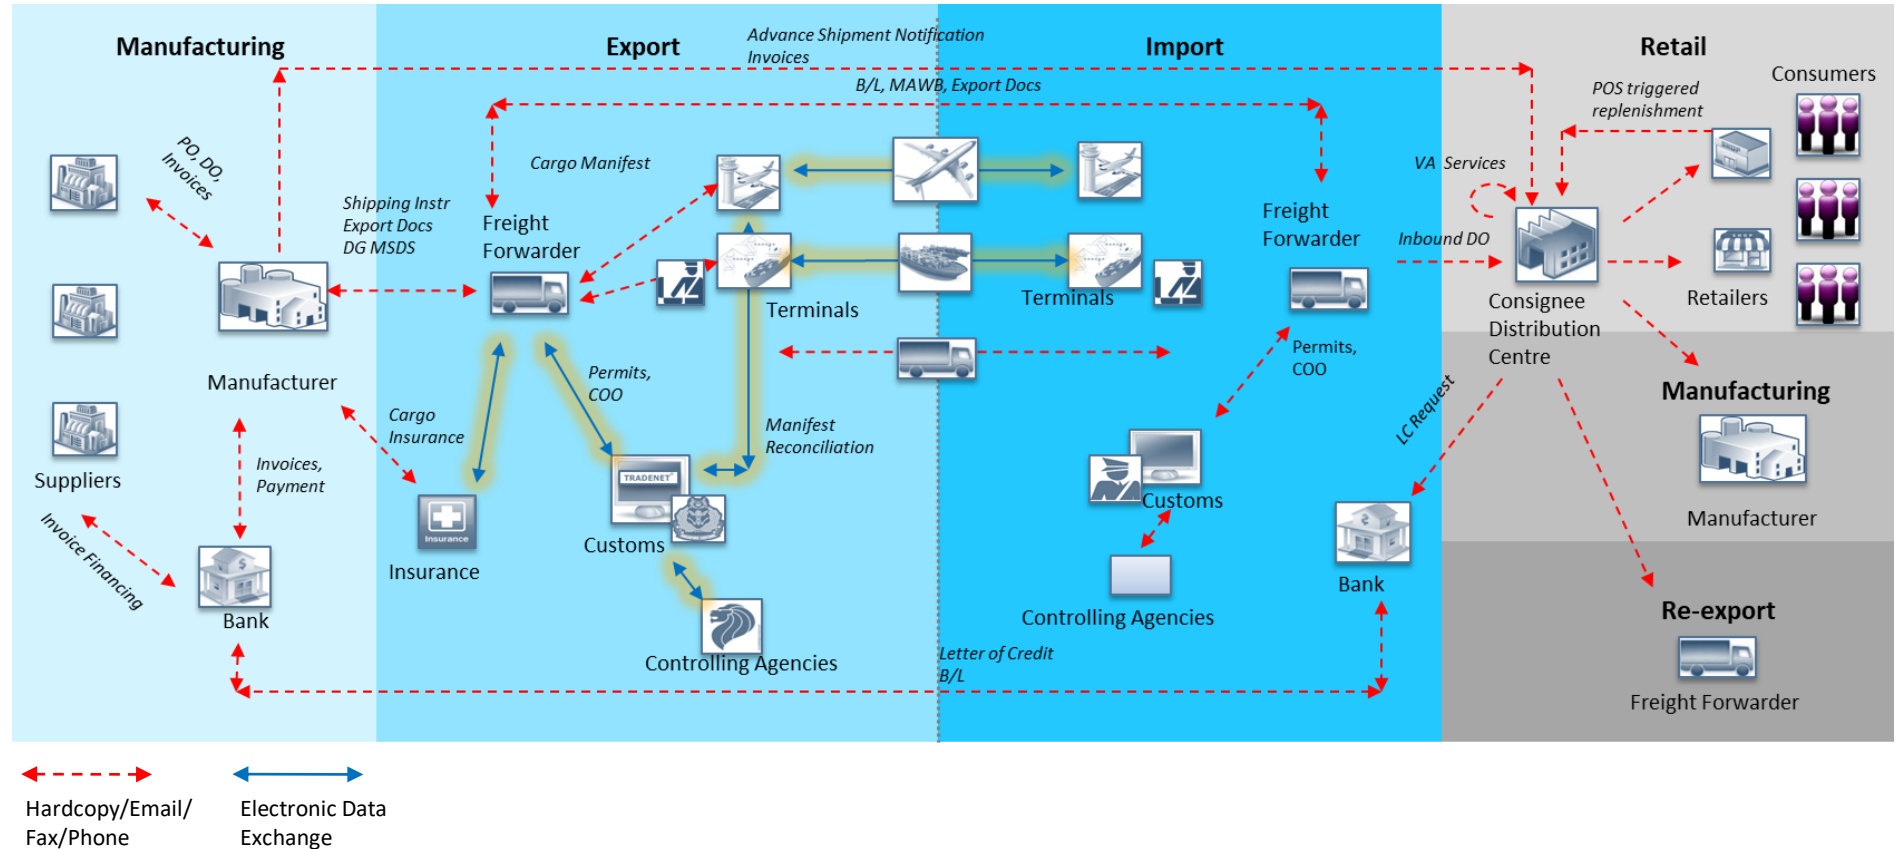 Manufacturing
Export
Import
Retail
Advance Shipment Notification
Invoices
B/L, MAWB, Export Docs
Consumers
POS triggered
replenishment
PO, DO,
Invoices
Cargo Manifest
VA Services
Shipping Instr
Export Docs
DG MSDS
Freight
Forwarder
Freight
Forwarder
Inbound DO
SHOP
Terminals
Terminals
Consignee
Distribution
Centre
Retailers
Manufacturer
Permits,
COO
Permits,
COO
Cargo
Insurance
Manifest
Reconciliation
LC Request
Manufacturing
Suppliers
Invoices,
Payment
TRADENET
Customs
Manufacturer
Invoice Financing
Insurance
Insurance
Customs
Bank
Bank
Controlling Agencies
Controlling Agencies
Re-export
Letter of Credit
B/L
Freight Forwarder
Hardcopy/Email/
Fax/Phone
Electronic Data
Exchange